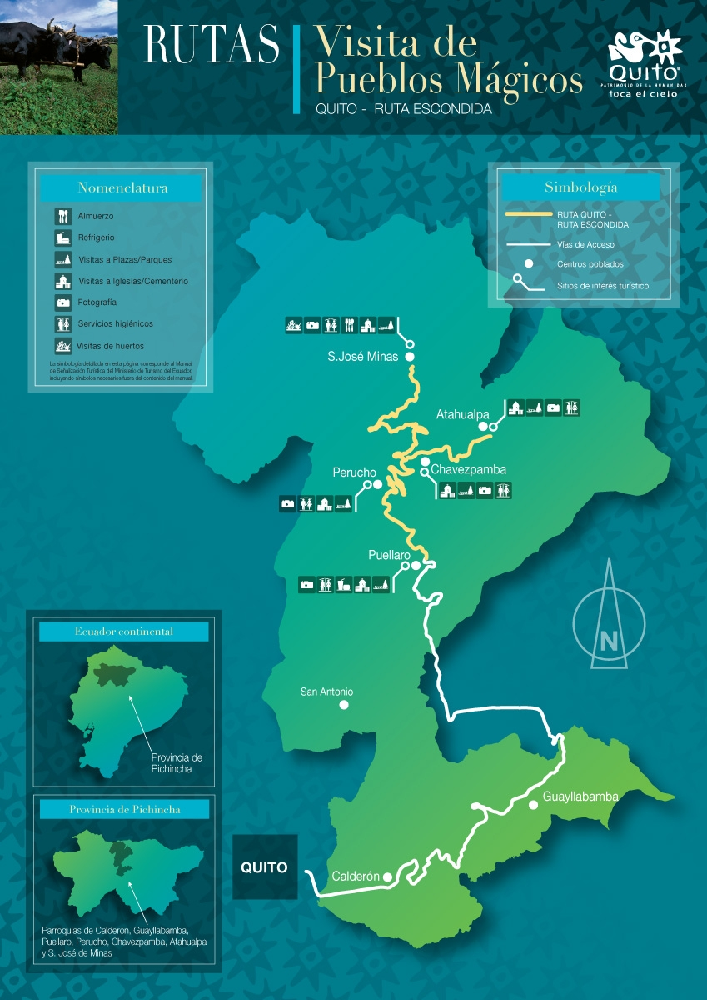 RUTAS
Visita de
Pueblos Mágicos
QUITO - RUTA ESCONDIDA
QUITO
PATRIMONIO DE LA HUMANIDAD
toca el cielo
Nomenclatura
Almuerzo
Refrigerio
Visitas a Plazas/Parques
Visitas a Iglesias/Cementerio
Fotografía
Servicios higiénicos
Visitas de huertos
La simbología detallada en esta página corresponde al Manual
de Señalización Turística del Ministerio de Turismo del Ecuador,
incluyendo símbolos necesarios fuera del contenido del manual.
Simbología
RUTA QUITO -
RUTA ESCONDIDA
Vías de Acceso
Centros poblados
Sitios de interés turístico
S.José Minas
Atahualpa
Chavezpamba
Perucho
Puellaro
San Antonio
Guayllabamba
Calderón
QUITO
N
Ecuador continental
Provincia de
Pichincha
Provincia de Pichincha
Parroquias de Calderón, Guayllabamba,
Puellaro, Perucho, Chavezpamba, Atahualpa
y S. José de Minas